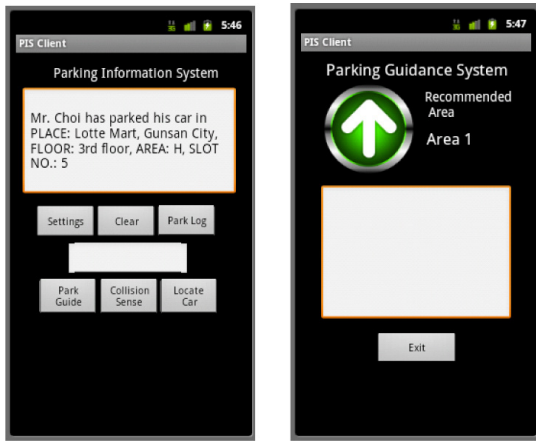 5:46
PIS Client
Parking Information System
Mr. Choi has parked his car in
PLACE: Lotte Mart, Gunsan City,
FLOOR: 3rd floor, AREA: H, SLOT
NO.: 5
Settings
Clear
Park Log
Park
Guide
Collision
Sense
Locate
Car
5:47
PIS Client
Parking Guidance System
Recommended
Area
Area 1
Exit